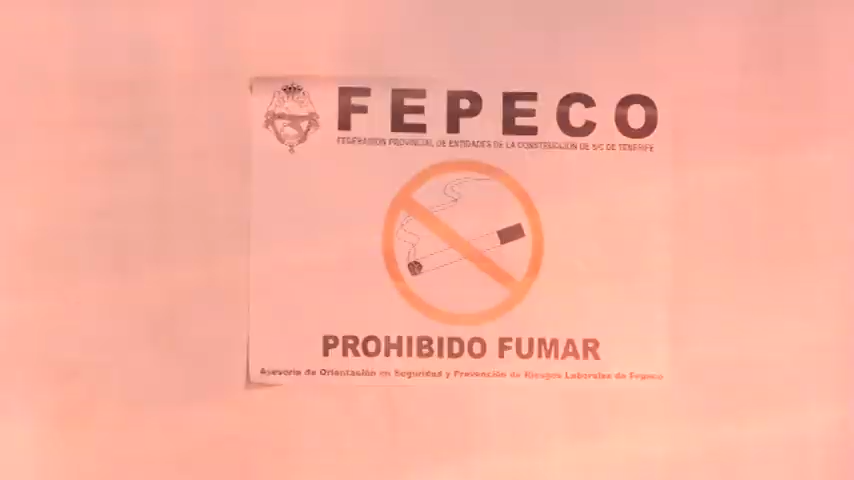 FEPECO
FEDERACION PROVINCIAL DE ENTIDADES DE LA CONSTRUCCION DE S/C DE TENERIFE
PROHIBIDO FUMAR
Asesoria de Orientación en Seguridad y Prevención de Riesgos Laborales de Fepeco